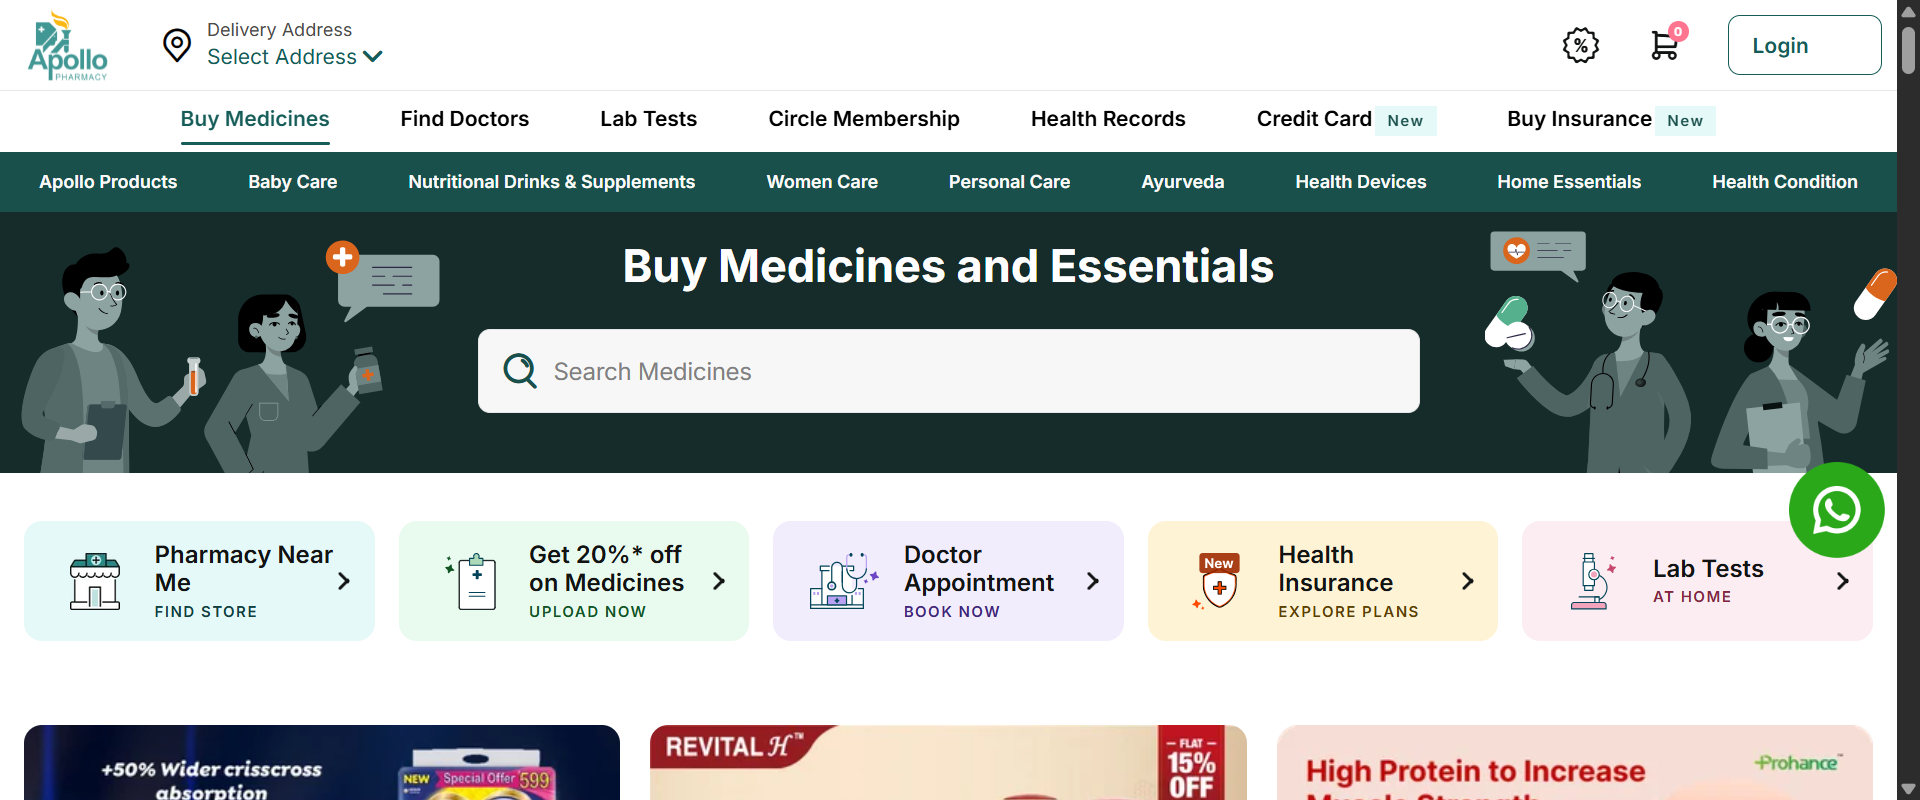 Apollo
PHARMACY
Delivery Address
Select Address
%
0
Login
Buy Medicines
Find Doctors
Lab Tests
Circle Membership
Health Records
Credit Card New
Buy Insurance New
Apollo Products
Baby Care
Nutritional Drinks & Supplements
Women Care
Personal Care
Ayurveda
Health Devices
Home Essentials
Health Condition
Buy Medicines and Essentials
Search Medicines
Pharmacy Near
Me
FIND STORE
Get 20%* off
on Medicines
UPLOAD NOW
Doctor
Appointment
BOOK NOW
New
Health
Insurance
EXPLORE PLANS
Lab Tests
AT HOME
+50% Wider crisscross
absorption
NEW
Special Offer 599
REVITAL H™
FLAT
15%
OFF
High Protein to Increase
Muscle Strength
Prohance™